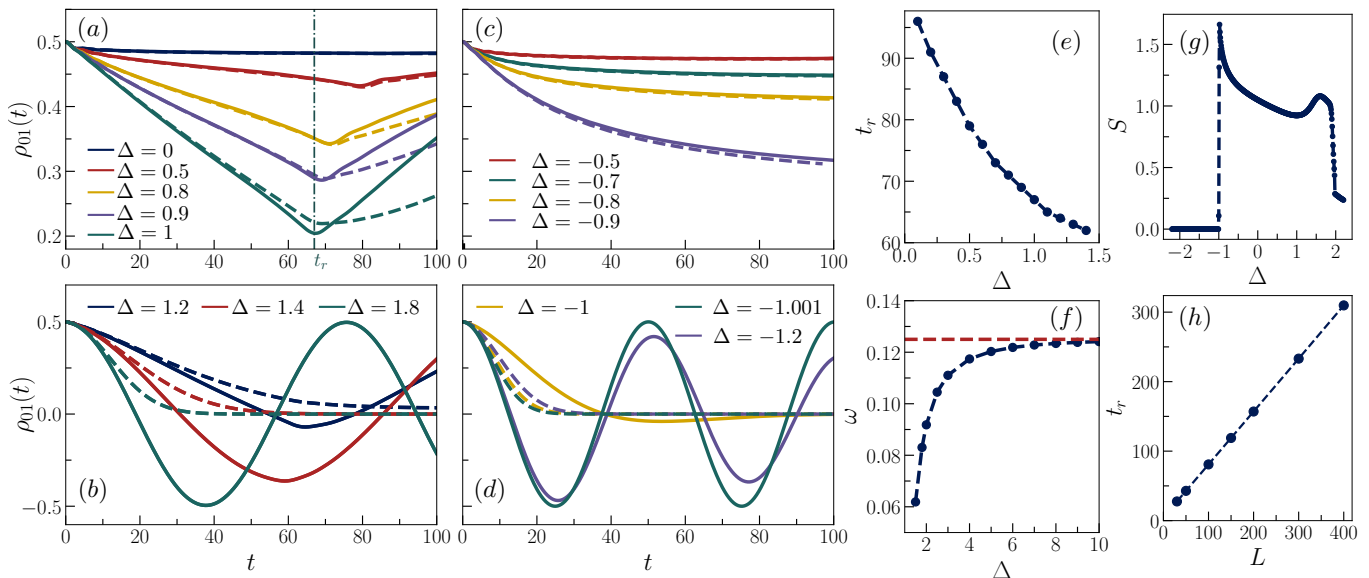 (a)
ρ01(t)
0.5
0.4
0.3
0.2
Δ = 0
Δ = 0.5
Δ = 0.8
Δ = 0.9
Δ = 1
0 20 40 60 t_r 80 100
(c)
Δ = −0.5
Δ = −0.7
Δ = −0.8
Δ = −0.9
0 20 40 60 80 100
(e)
t_r
90
80
70
60
0.0 0.5 1.0 1.5
Δ
(g)
S
1.5
1.0
0.5
0.0
−2 −1 0 1 2
Δ
Δ = 1.2 Δ = 1.4 Δ = 1.8
ρ01(t)
0.5
0.0
−0.5
(b)
0 20 40 60 80 100
t
Δ = −1 Δ = −1.001
Δ = −1.2
(d)
0 20 40 60 80 100
t
(f)
ω
0.14
0.12
0.10
0.08
0.06
2 4 6 8 10
Δ
(h)
t_r
300
200
100
0
0 100 200 300 400
L